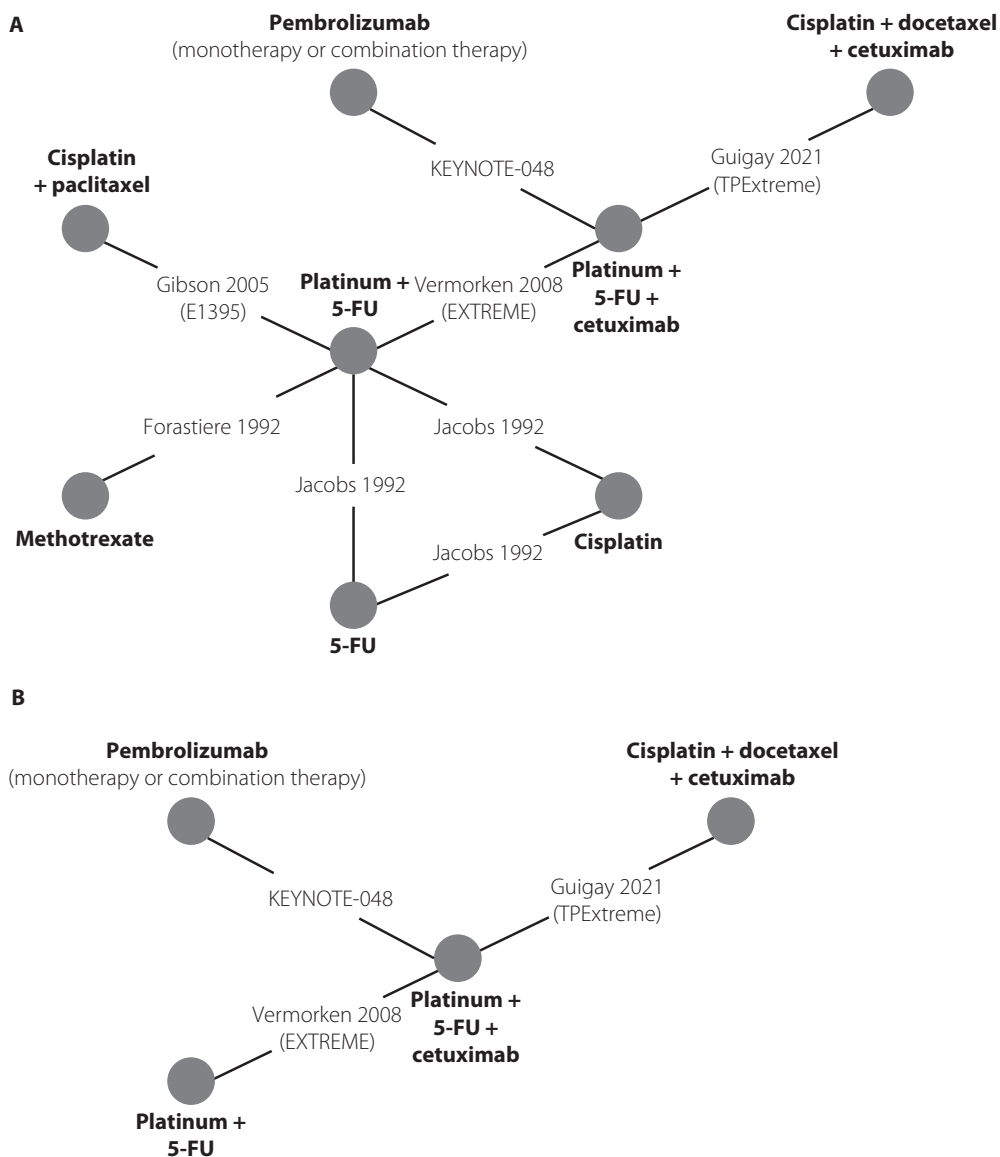 A
Pembrolizumab
(monotherapy or combination therapy)
Cisplatin + docetaxel
+ cetuximab
Cisplatin
+ paclitaxel
KEYNOTE-048
Guigay 2021
(TPExtreme)
Gibson 2005
(E1395)
Platinum +
5-FU
Vermorken 2008
(EXTREME)
Platinum +
5-FU +
cetuximab
Forastiere 1992
Jacobs 1992
Jacobs 1992
Methotrexate
Jacobs 1992
Cisplatin
5-FU
B
Pembrolizumab
(monotherapy or combination therapy)
Cisplatin + docetaxel
+ cetuximab
KEYNOTE-048
Guigay 2021
(TPExtreme)
Vermorken 2008
(EXTREME)
Platinum +
5-FU +
cetuximab
Platinum +
5-FU